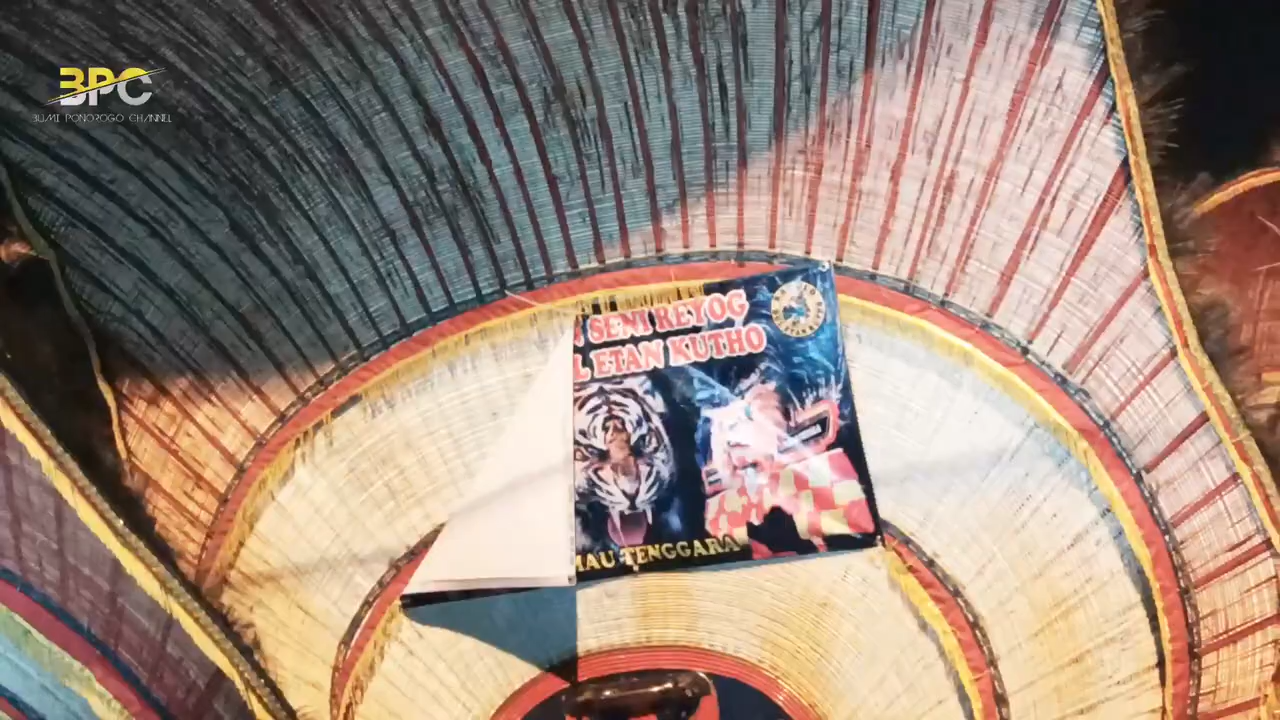 BPC
BUMI PONOROGO CHANNEL
SENI REYOG
ETAN KUTHO
MAU TENGGARA